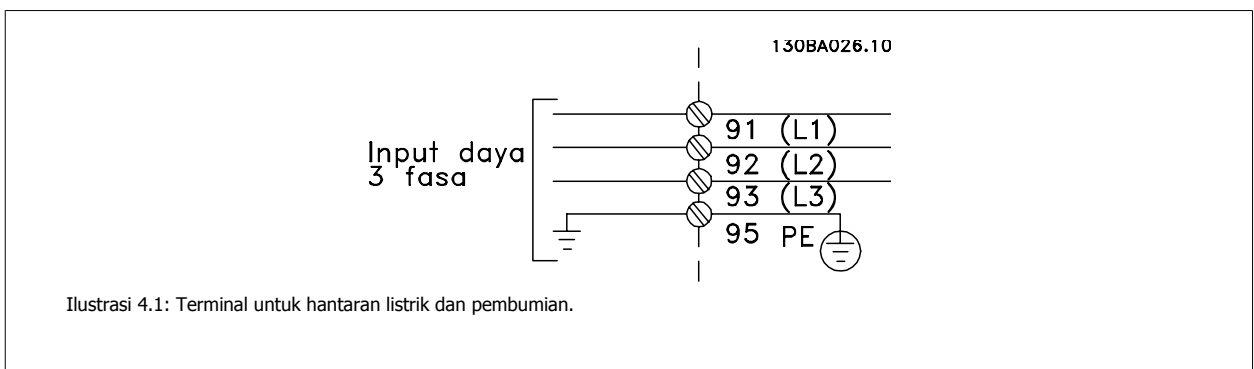 130BA026.10
Input daya
3 fasa
91 (L1)
92 (L2)
93 (L3)
95 PE
Ilustrasi 4.1: Terminal untuk hantaran listrik dan pembumian.